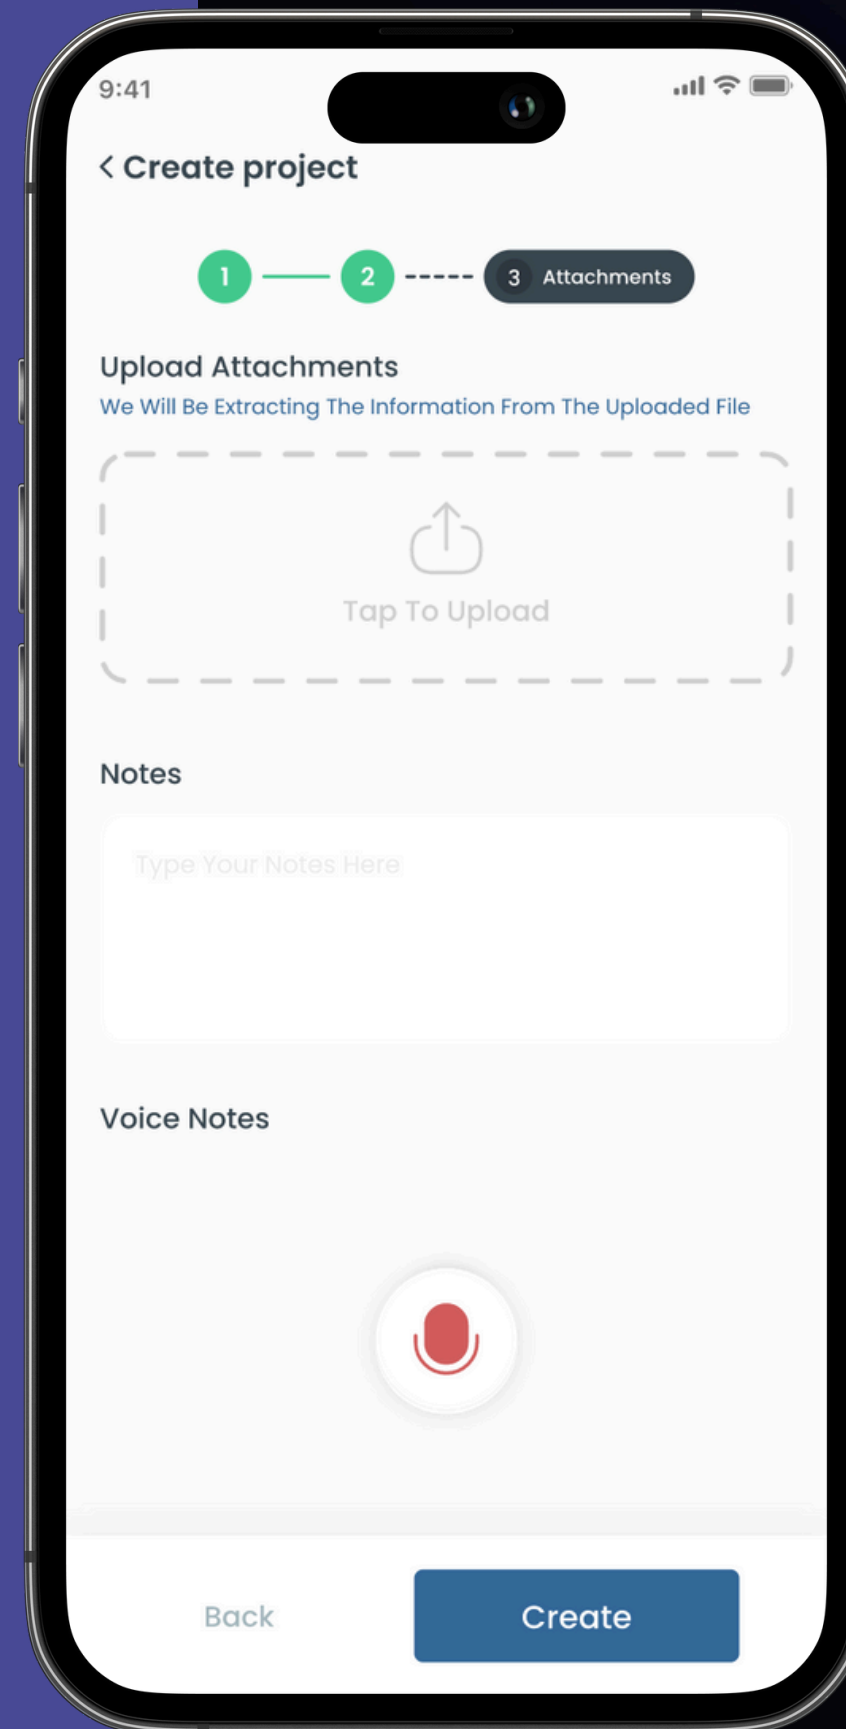 9:41
< Create project
1 2 3 Attachments
Upload Attachments
We Will Be Extracting The Information From The Uploaded File
Tap To Upload
Notes
Type Your Notes Here
Voice Notes
Back Create